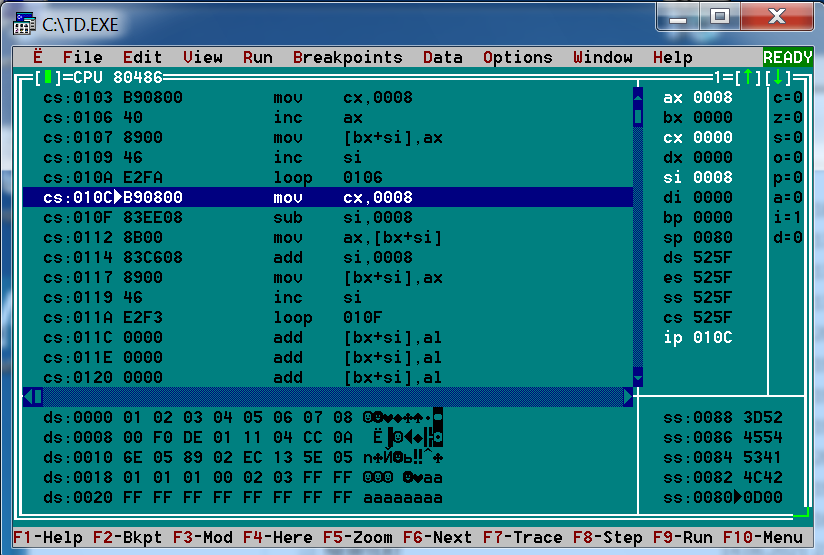 C:\TD.EXE
Ё File Edit View Run Breakpoints Data Options Window Help READY
[■]=CPU 80486 1=[↑][↓]
cs:0103 B90800 mov cx,0008 ax 0008 c=0
cs:0106 40 inc ax bx 0000 z=0
cs:0107 8900 mov [bx+si],ax cx 0000 s=0
cs:0109 46 inc si dx 0000 o=0
cs:010A E2FA loop 0106 si 0008 p=0
cs:010C►B90800 mov cx,0008 di 0000 a=0
cs:010F 83EE08 sub si,0008 bp 0000 i=1
cs:0112 8B00 mov ax,[bx+si] sp 0080 d=0
cs:0114 83C608 add si,0008 ds 525F
cs:0117 8900 mov [bx+si],ax es 525F
cs:0119 46 inc si ss 525F
cs:011A E2F3 loop 010F cs 525F
cs:011C 0000 add [bx+si],al ip 010C
cs:011E 0000 add [bx+si],al
cs:0120 0000 add [bx+si],al
ds:0000 01 02 03 04 05 06 07 08 ☺☻♥♦♣♠•◘ ss:0088 3D52
ds:0008 00 F0 DE 01 11 04 CC 0A ss:0086 4554
ds:0010 6E 05 89 02 EC 13 5E 05 n♣Й☻ь‼^♣ ss:0084 5341
ds:0018 01 01 01 00 02 03 FF FF ☺☺☺ ☻♥aa ss:0082 4C42
ds:0020 FF FF FF FF FF FF FF FF aaaaaaaa ss:0080►0D00
F1-Help F2-Bkpt F3-Mod F4-Here F5-Zoom F6-Next F7-Trace F8-Step F9-Run F10-Menu